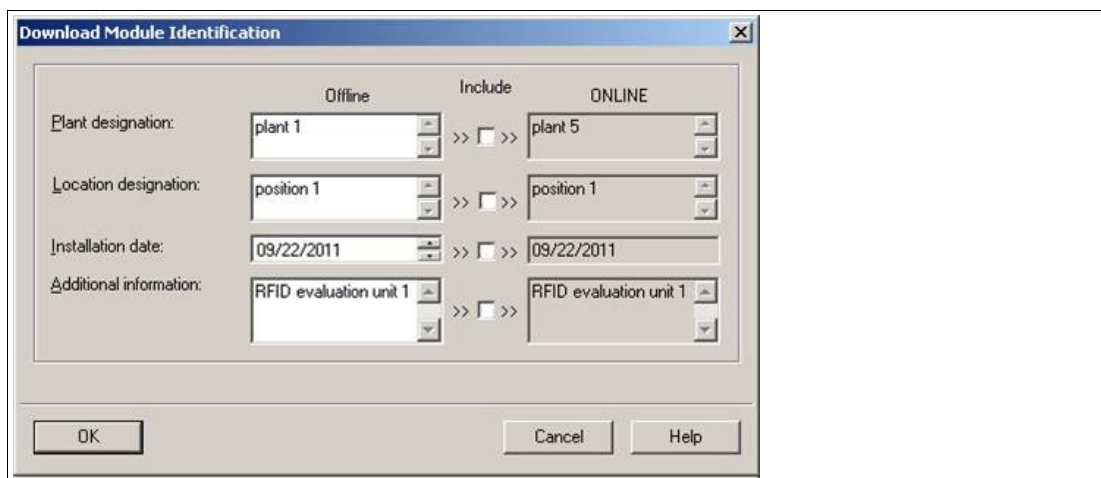 Download Module Identification
Offline Include ONLINE
Plant designation: plant 1 >> >> plant 5
Location designation: position 1 >> >> position 1
Installation date: 09/22/2011 >> >> 09/22/2011
Additional information: RFID evaluation unit 1 >> >> RFID evaluation unit 1
OK Cancel Help